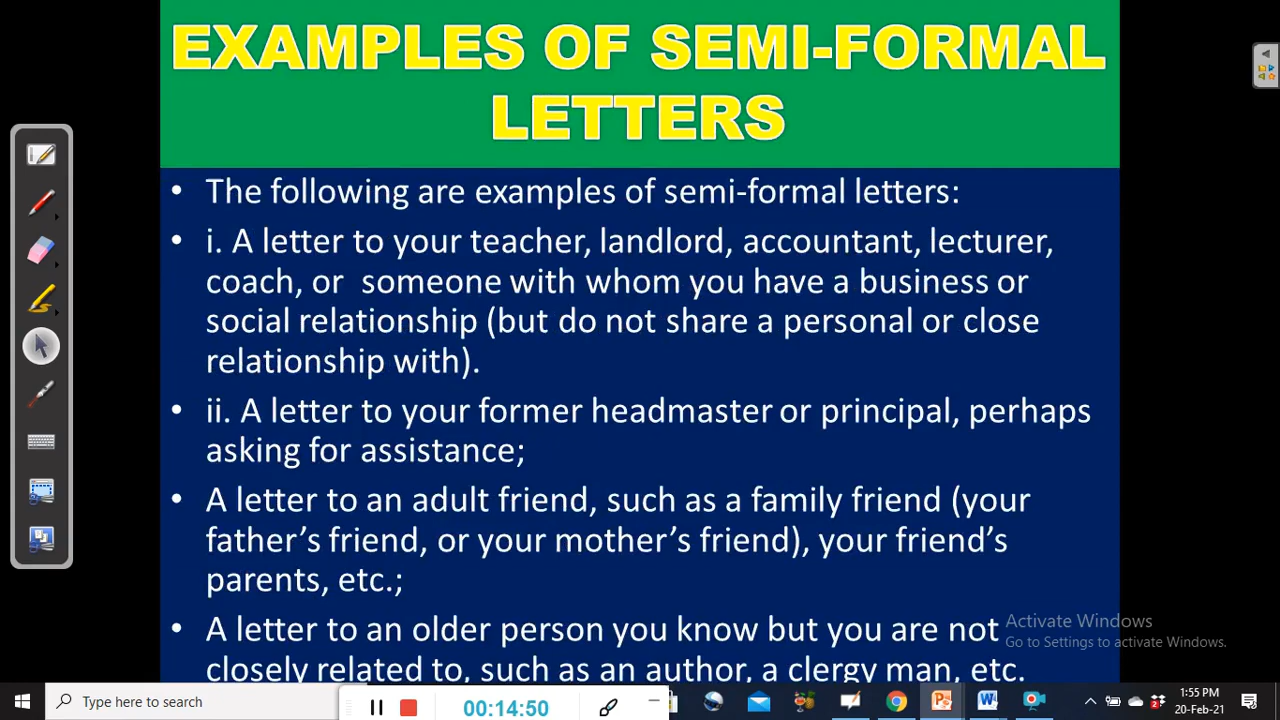 EXAMPLES OF SEMI-FORMAL
LETTERS
• The following are examples of semi-formal letters:
• i. A letter to your teacher, landlord, accountant, lecturer,
coach, or  someone with whom you have a business or
social relationship (but do not share a personal or close
relationship with).
• ii. A letter to your former headmaster or principal, perhaps
asking for assistance;
• A letter to an adult friend, such as a family friend (your
father’s friend, or your mother’s friend), your friend’s
parents, etc.;
• A letter to an older person you know but you are not
closely related to, such as an author, a clergy man, etc.
Activate Windows
Go to Settings to activate Windows.
Type here to search
00:14:50
1:55 PM
20-Feb-21